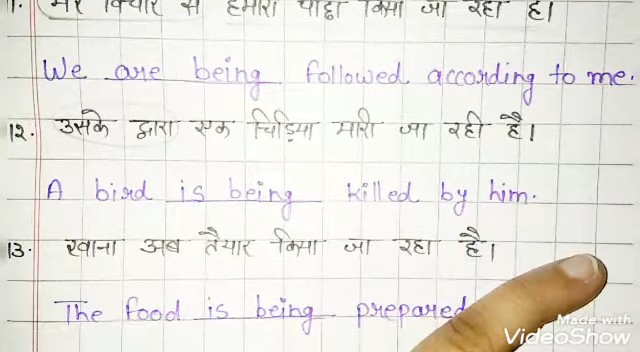 11. मेरे विचार से हमारा पीछा किया जा रहा है।
We are being followed according to me.
12. उसके द्वारा एक चिड़िया मारी जा रही है।
A bird is being killed by him.
13. खाना अब तैयार किया जा रहा है।
The food is being prepared
Made with
VideoShow